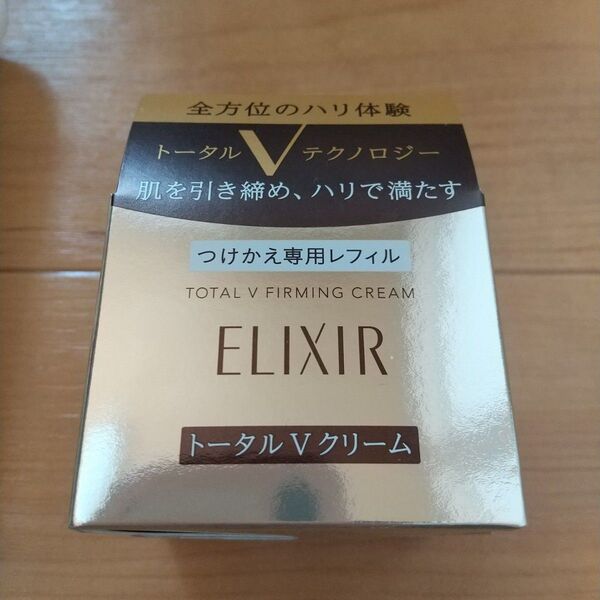 全方位のハリ体験
トータルVテクノロジー
肌を引き締め、ハリで満たす
つけかえ専用レフィル
TOTAL V FIRMING CREAM
ELIXIR
トータルVクリーム